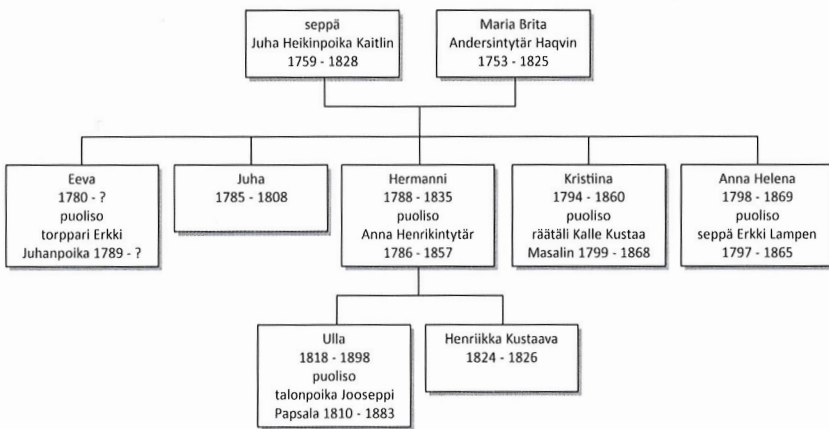 seppä
Juha Heikinpoika Kaitlin
1759 - 1828
Maria Brita
Andersintytär Haqvin
1753 - 1825
Eeva
1780 - ?
puoliso
torppari Erkki
Juhanpoika 1789 - ?
Juha
1785 - 1808
Hermanni
1788 - 1835
puoliso
Anna Henrikintytär
1786 - 1857
Kristiina
1794 - 1860
puoliso
räätäli Kalle Kustaa
Masalin 1799 - 1868
Anna Helena
1798 - 1869
puoliso
seppä Erkki Lampen
1797 - 1865
Ulla
1818 - 1898
puoliso
talonpoika Jooseppi
Papsala 1810 - 1883
Henriikka Kustaava
1824 - 1826